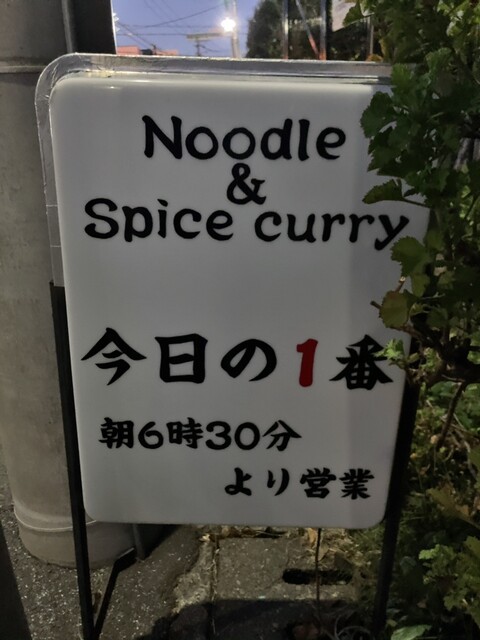 Noodle
&
Spice curry
今日の1番
朝6時30分
より営業